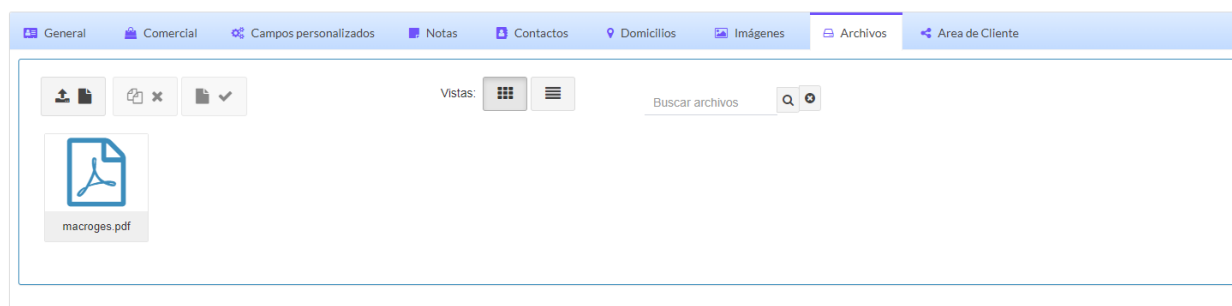 General Comercial Campos personalizados Notas Contactos Domicilios Imágenes Archivos Area de Cliente
Vistas: Buscar archivos
macroges.pdf